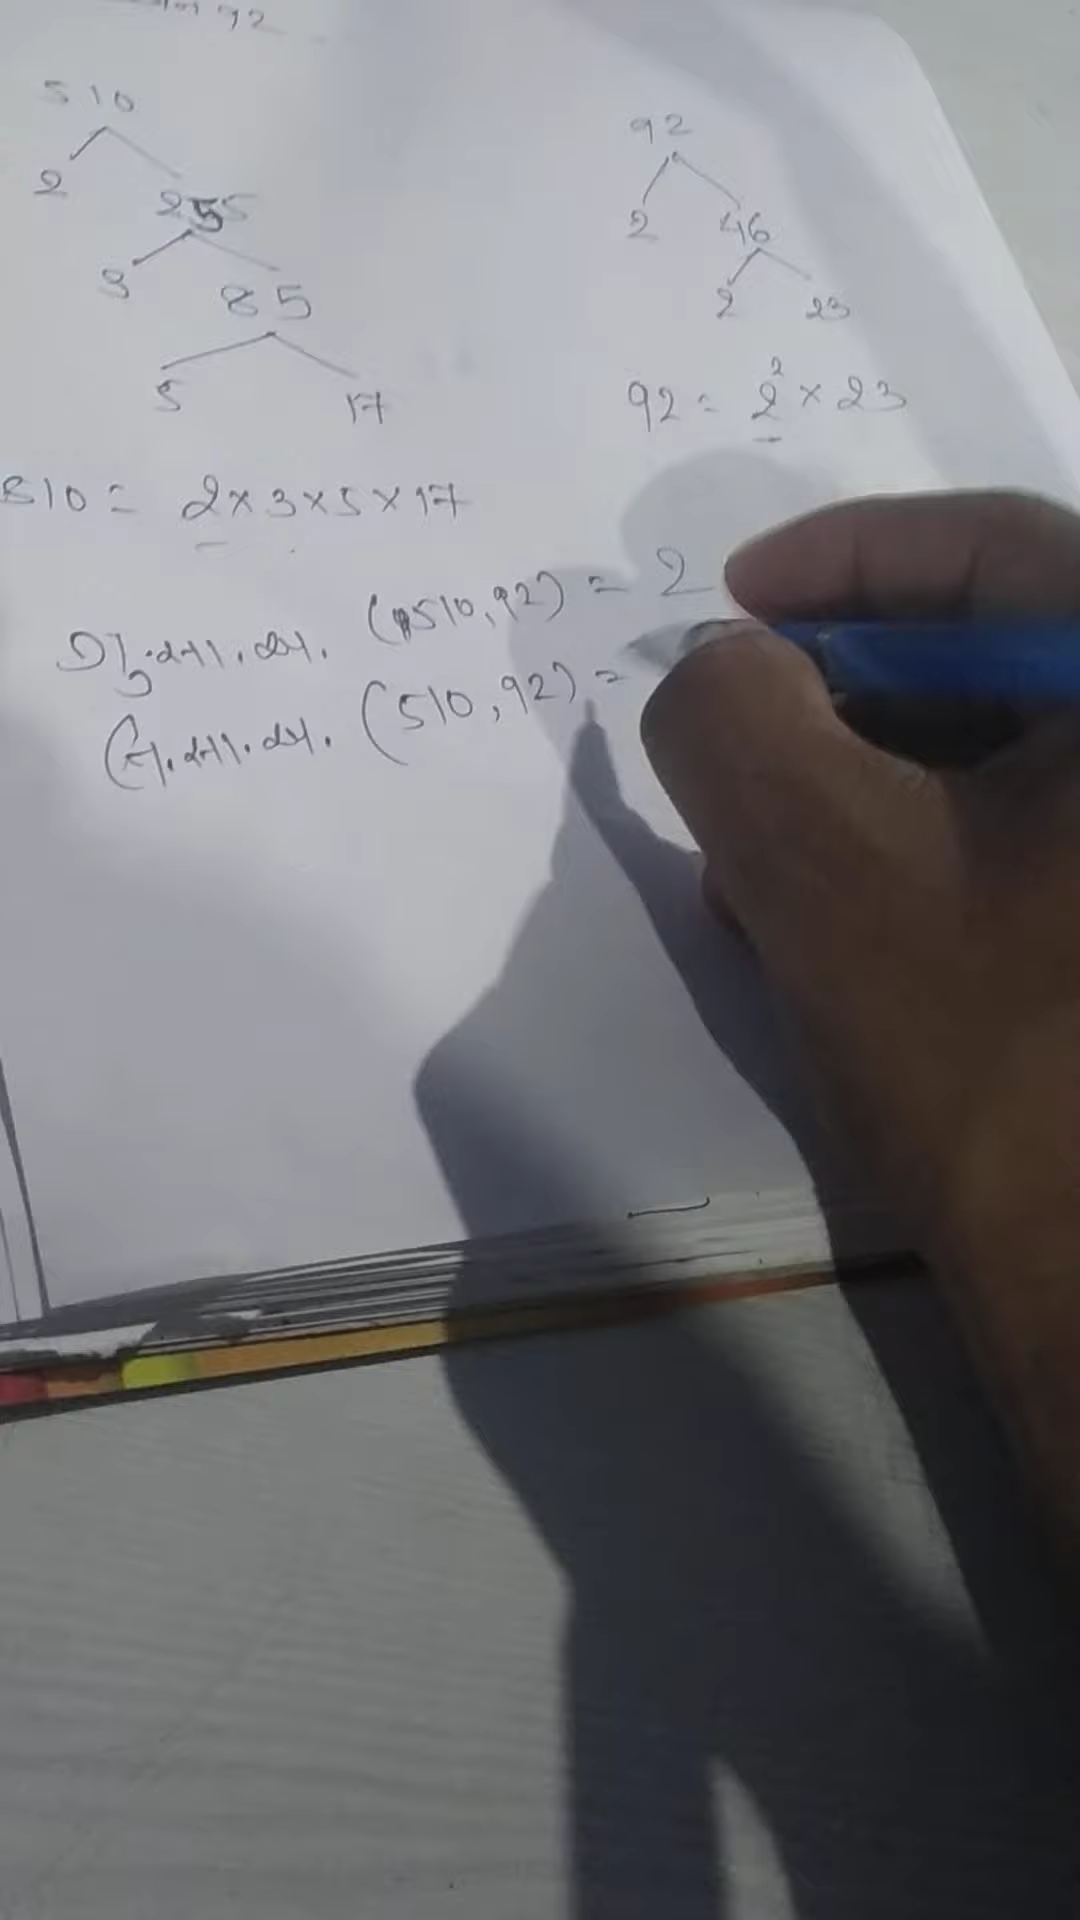 92
510
2 255
3 85
5 17
510 = 2 × 3 × 5 × 17
92
2 46
2 23
92 = 2² × 23
ગુ.સા.અ. (510, 92) = 2
લ.સા.અ. (510, 92) =